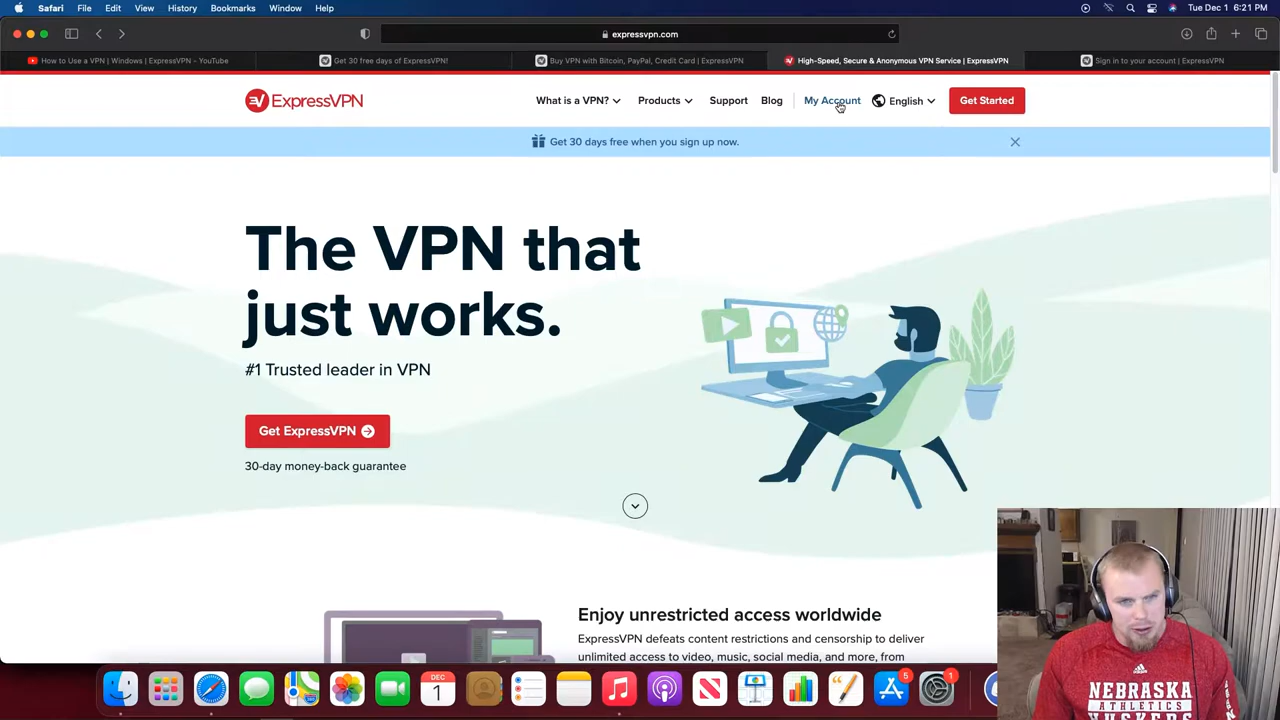 Safari File Edit View History Bookmarks Window Help Tue Dec 1 6:21 PM
expressvpn.com
How to Use a VPN | Windows | ExpressVPN - YouTube Get 30 free days of ExpressVPN! Buy VPN with Bitcoin, PayPal, Credit Card | ExpressVPN High-Speed, Secure & Anonymous VPN Service | ExpressVPN Sign in to your account | ExpressVPN
ExpressVPN What is a VPN? Products Support Blog My Account English Get Started
Get 30 days free when you sign up now.
The VPN that
just works.
#1 Trusted leader in VPN
Get ExpressVPN
30-day money-back guarantee
Enjoy unrestricted access worldwide
ExpressVPN defeats content restrictions and censorship to deliver
unlimited access to video, music, social media, and more, from
DEC
1
5
1
NEBRASKA
ATHLETICS
HUSKERS